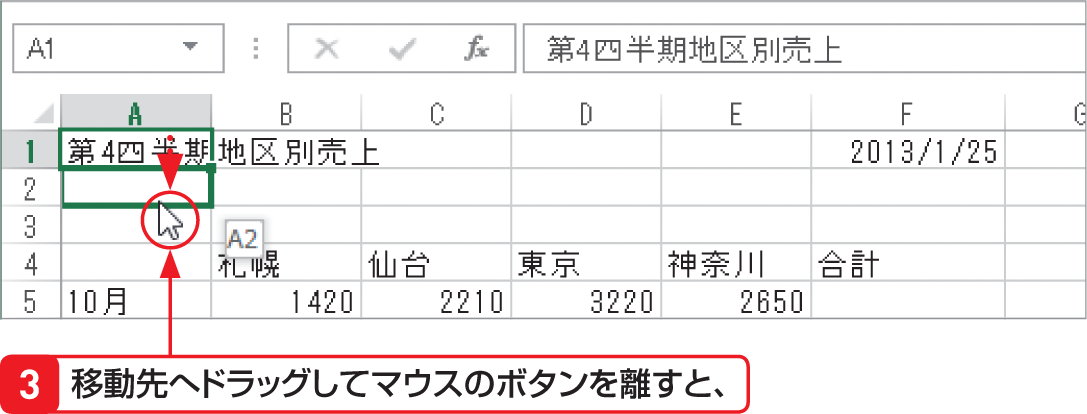 A1 fx 第4四半期地区別売上
A B C D E F G
1 第4四半期地区別売上 2013/1/25
2
3
A2
4 札幌 仙台 東京 神奈川 合計
5 10月 1420 2210 3220 2650
3 移動先へドラッグしてマウスのボタンを離すと、